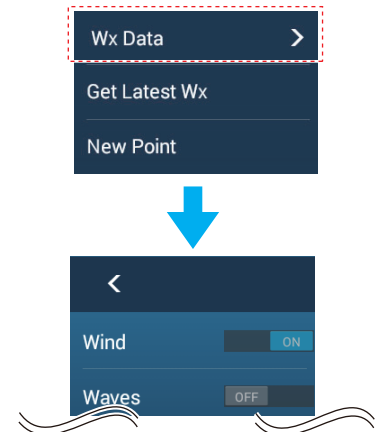 Wx Data
Get Latest Wx
New Point
Wind ON
Waves OFF